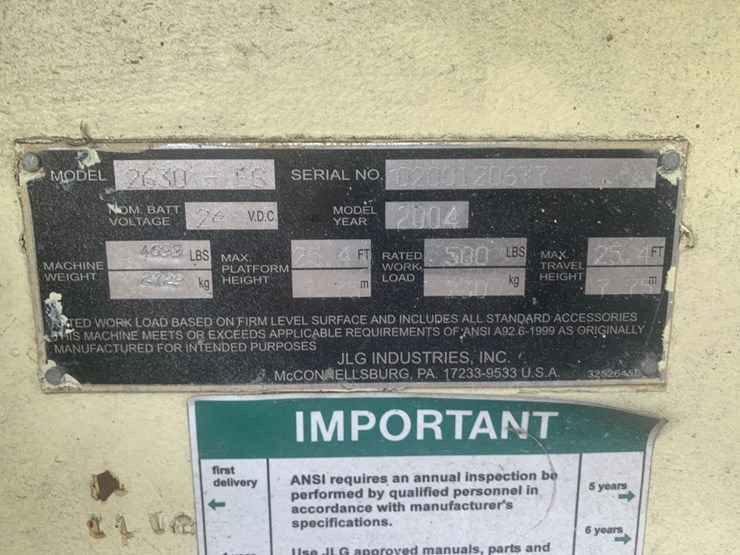 MODEL 2630 - ES SERIAL NO.
NOM. BATT VOLTAGE V.D.C. MODEL YEAR 2004
MACHINE WEIGHT LBS kg
MAX. PLATFORM HEIGHT 25.4 FT m
RATED WORK LOAD 500 LBS 230 kg
MAX. TRAVEL HEIGHT 25.4 FT m
RATED WORK LOAD BASED ON FIRM LEVEL SURFACE AND INCLUDES ALL STANDARD ACCESSORIES
THIS MACHINE MEETS OR EXCEEDS APPLICABLE REQUIREMENTS OF ANSI A92.6-1999 AS ORIGINALLY
MANUFACTURED FOR INTENDED PURPOSES
JLG INDUSTRIES, INC.
McCONNELLSBURG, PA. 17233-9533 U.S.A.
IMPORTANT
first
delivery
ANSI requires an annual inspection be
performed by qualified personnel in
accordance with manufacturer's
specifications.
Use JLG approved manuals, parts and
5 years
6 years